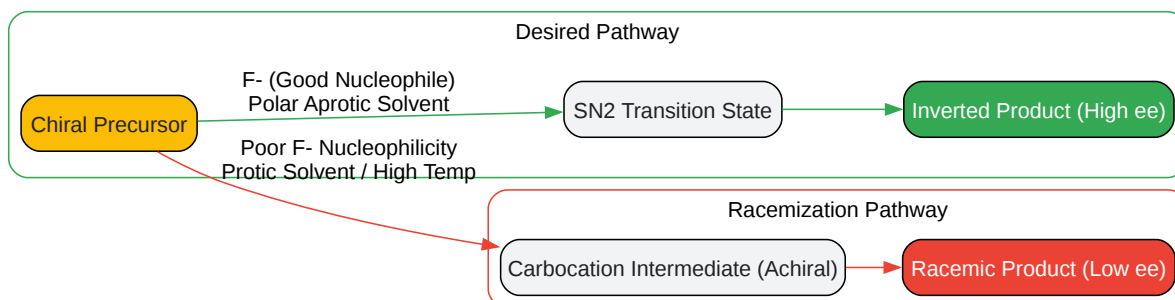 Desired Pathway
F- (Good Nucleophile)
Polar Aprotic Solvent
Chiral Precursor
SN2 Transition State
Inverted Product (High ee)
Poor F- Nucleophilicity
Protic Solvent / High Temp
Racemization Pathway
Carbocation Intermediate (Achiral)
Racemic Product (Low ee)